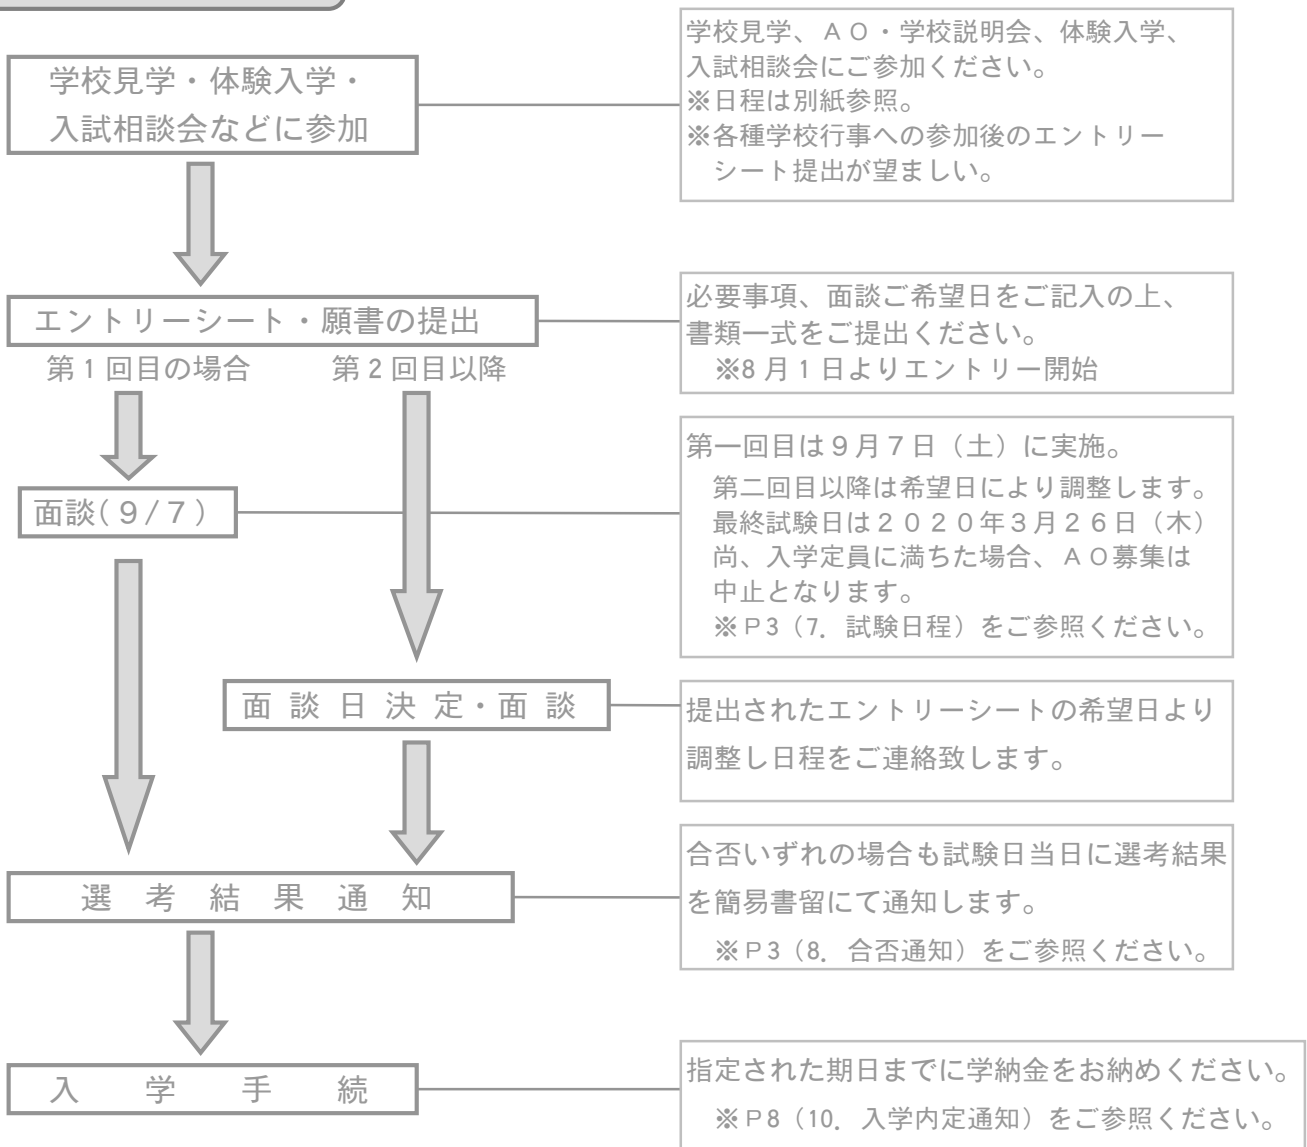 学校見学・体験入学・
入試相談会などに参加
学校見学、ＡＯ・学校説明会、体験入学、
入試相談会にご参加ください。
※日程は別紙参照。
※各種学校行事への参加後のエントリー
シート提出が望ましい。
エントリーシート・願書の提出
必要事項、面談ご希望日をご記入の上、
書類一式をご提出ください。
※8月1日よりエントリー開始
第1回目の場合
第2回目以降
面談(９/７)
第一回目は９月７日（土）に実施。
第二回目以降は希望日により調整します。
最終試験日は２０２０年３月２６日（木）
尚、入学定員に満ちた場合、ＡＯ募集は
中止となります。
※Ｐ3（7．試験日程）をご参照ください。
面談日決定・面談
提出されたエントリーシートの希望日より
調整し日程をご連絡致します。
選考結果通知
合否いずれの場合も試験日当日に選考結果
を簡易書留にて通知します。
※Ｐ3（8．合否通知）をご参照ください。
入学手続
指定された期日までに学納金をお納めください。
※Ｐ8（10．入学内定通知）をご参照ください。